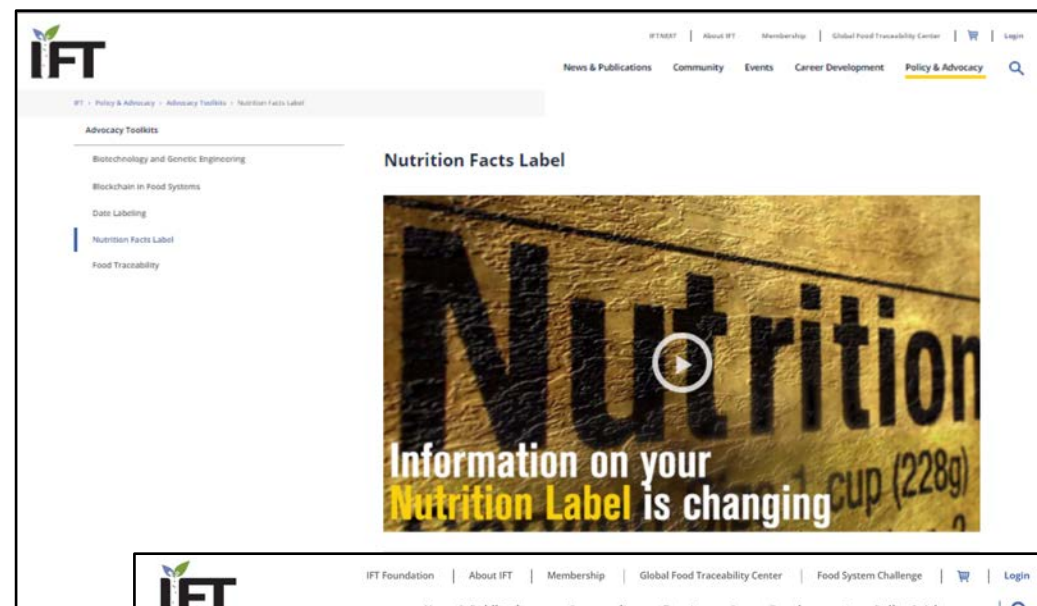 IFT
IFTNEXT | About IFT Membership | Global Food Traceability Center | Login
News & Publications Community Events Career Development Policy & Advocacy
IFT > Policy & Advocacy > Advocacy Toolkits > Nutrition Facts Label
Advocacy Toolkits
Biotechnology and Genetic Engineering
Blockchain in Food Systems
Date Labeling
Nutrition Facts Label
Food Traceability
Nutrition Facts Label
Nutrition
1 cup (228g)
Information on your
Nutrition Label is changing
IFT
IFT Foundation | About IFT | Membership | Global Food Traceability Center | Food System Challenge | Login